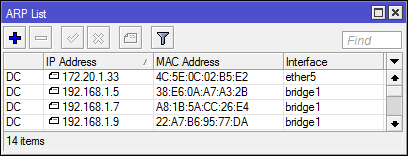 ARP List
Find
IP Address MAC Address Interface
DC 172.20.1.33 4C:5E:0C:02:B5:E2 ether5
DC 192.168.1.5 38:E6:0A:A7:A3:2B bridge1
DC 192.168.1.7 A8:1B:5A:CC:26:E4 bridge1
DC 192.168.1.9 22:A7:B6:95:77:DA bridge1
14 items